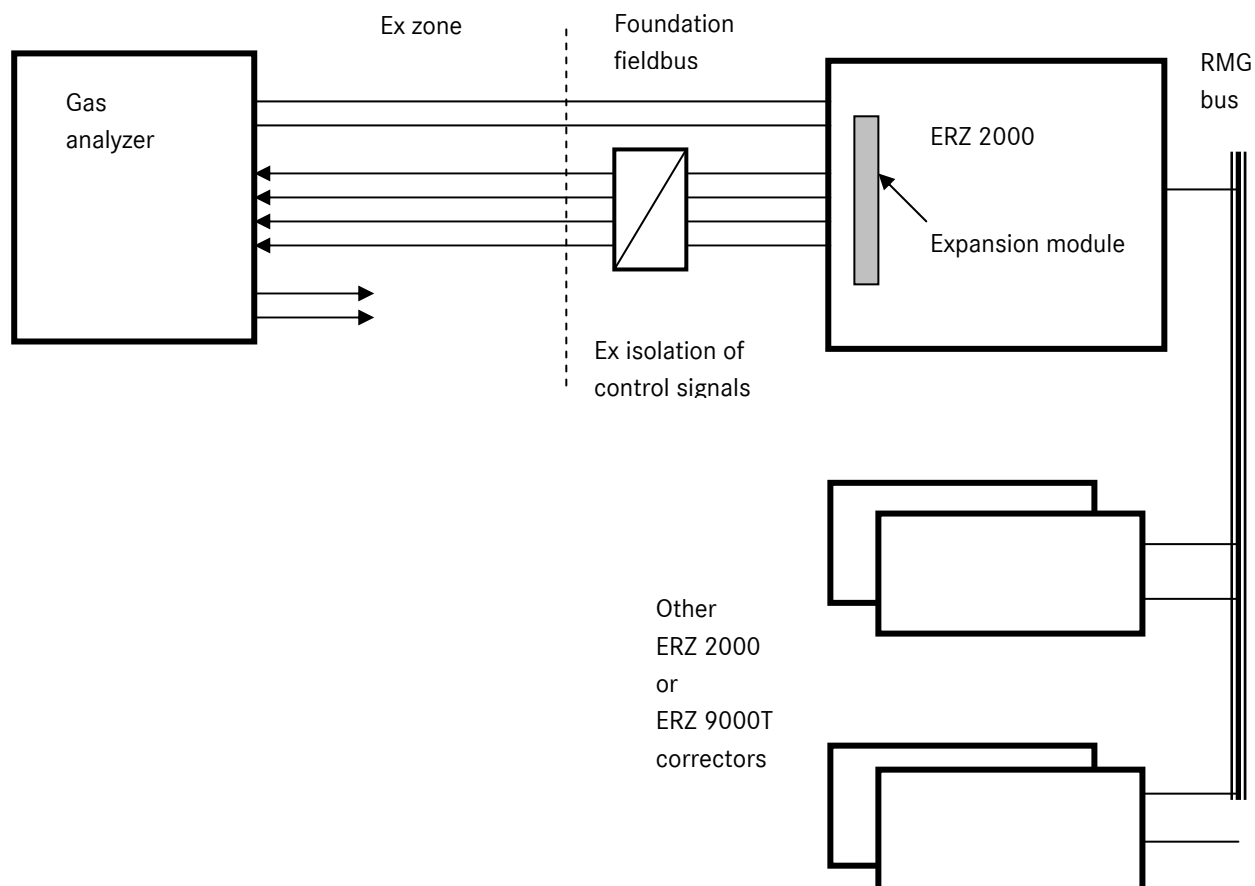 Ex zone
Foundation
fieldbus
RMG
bus
Gas
analyzer
ERZ 2000
Expansion module
Ex isolation of
control signals
Other
ERZ 2000
or
ERZ 9000T
correctors